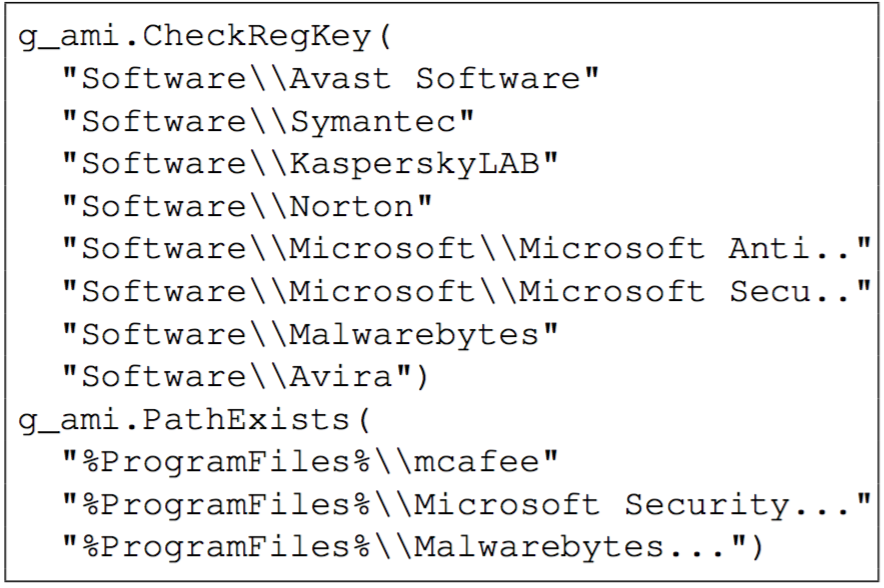 g_ami.CheckRegKey(
"Software\\Avast Software"
"Software\\Symantec"
"Software\\KasperskyLAB"
"Software\\Norton"
"Software\\Microsoft\\Microsoft Anti.."
"Software\\Microsoft\\Microsoft Secu.."
"Software\\Malwarebytes"
"Software\\Avira")
g_ami.PathExists(
"%ProgramFiles%\\mcafee"
"%ProgramFiles%\\Microsoft Security..."
"%ProgramFiles%\\Malwarebytes...")